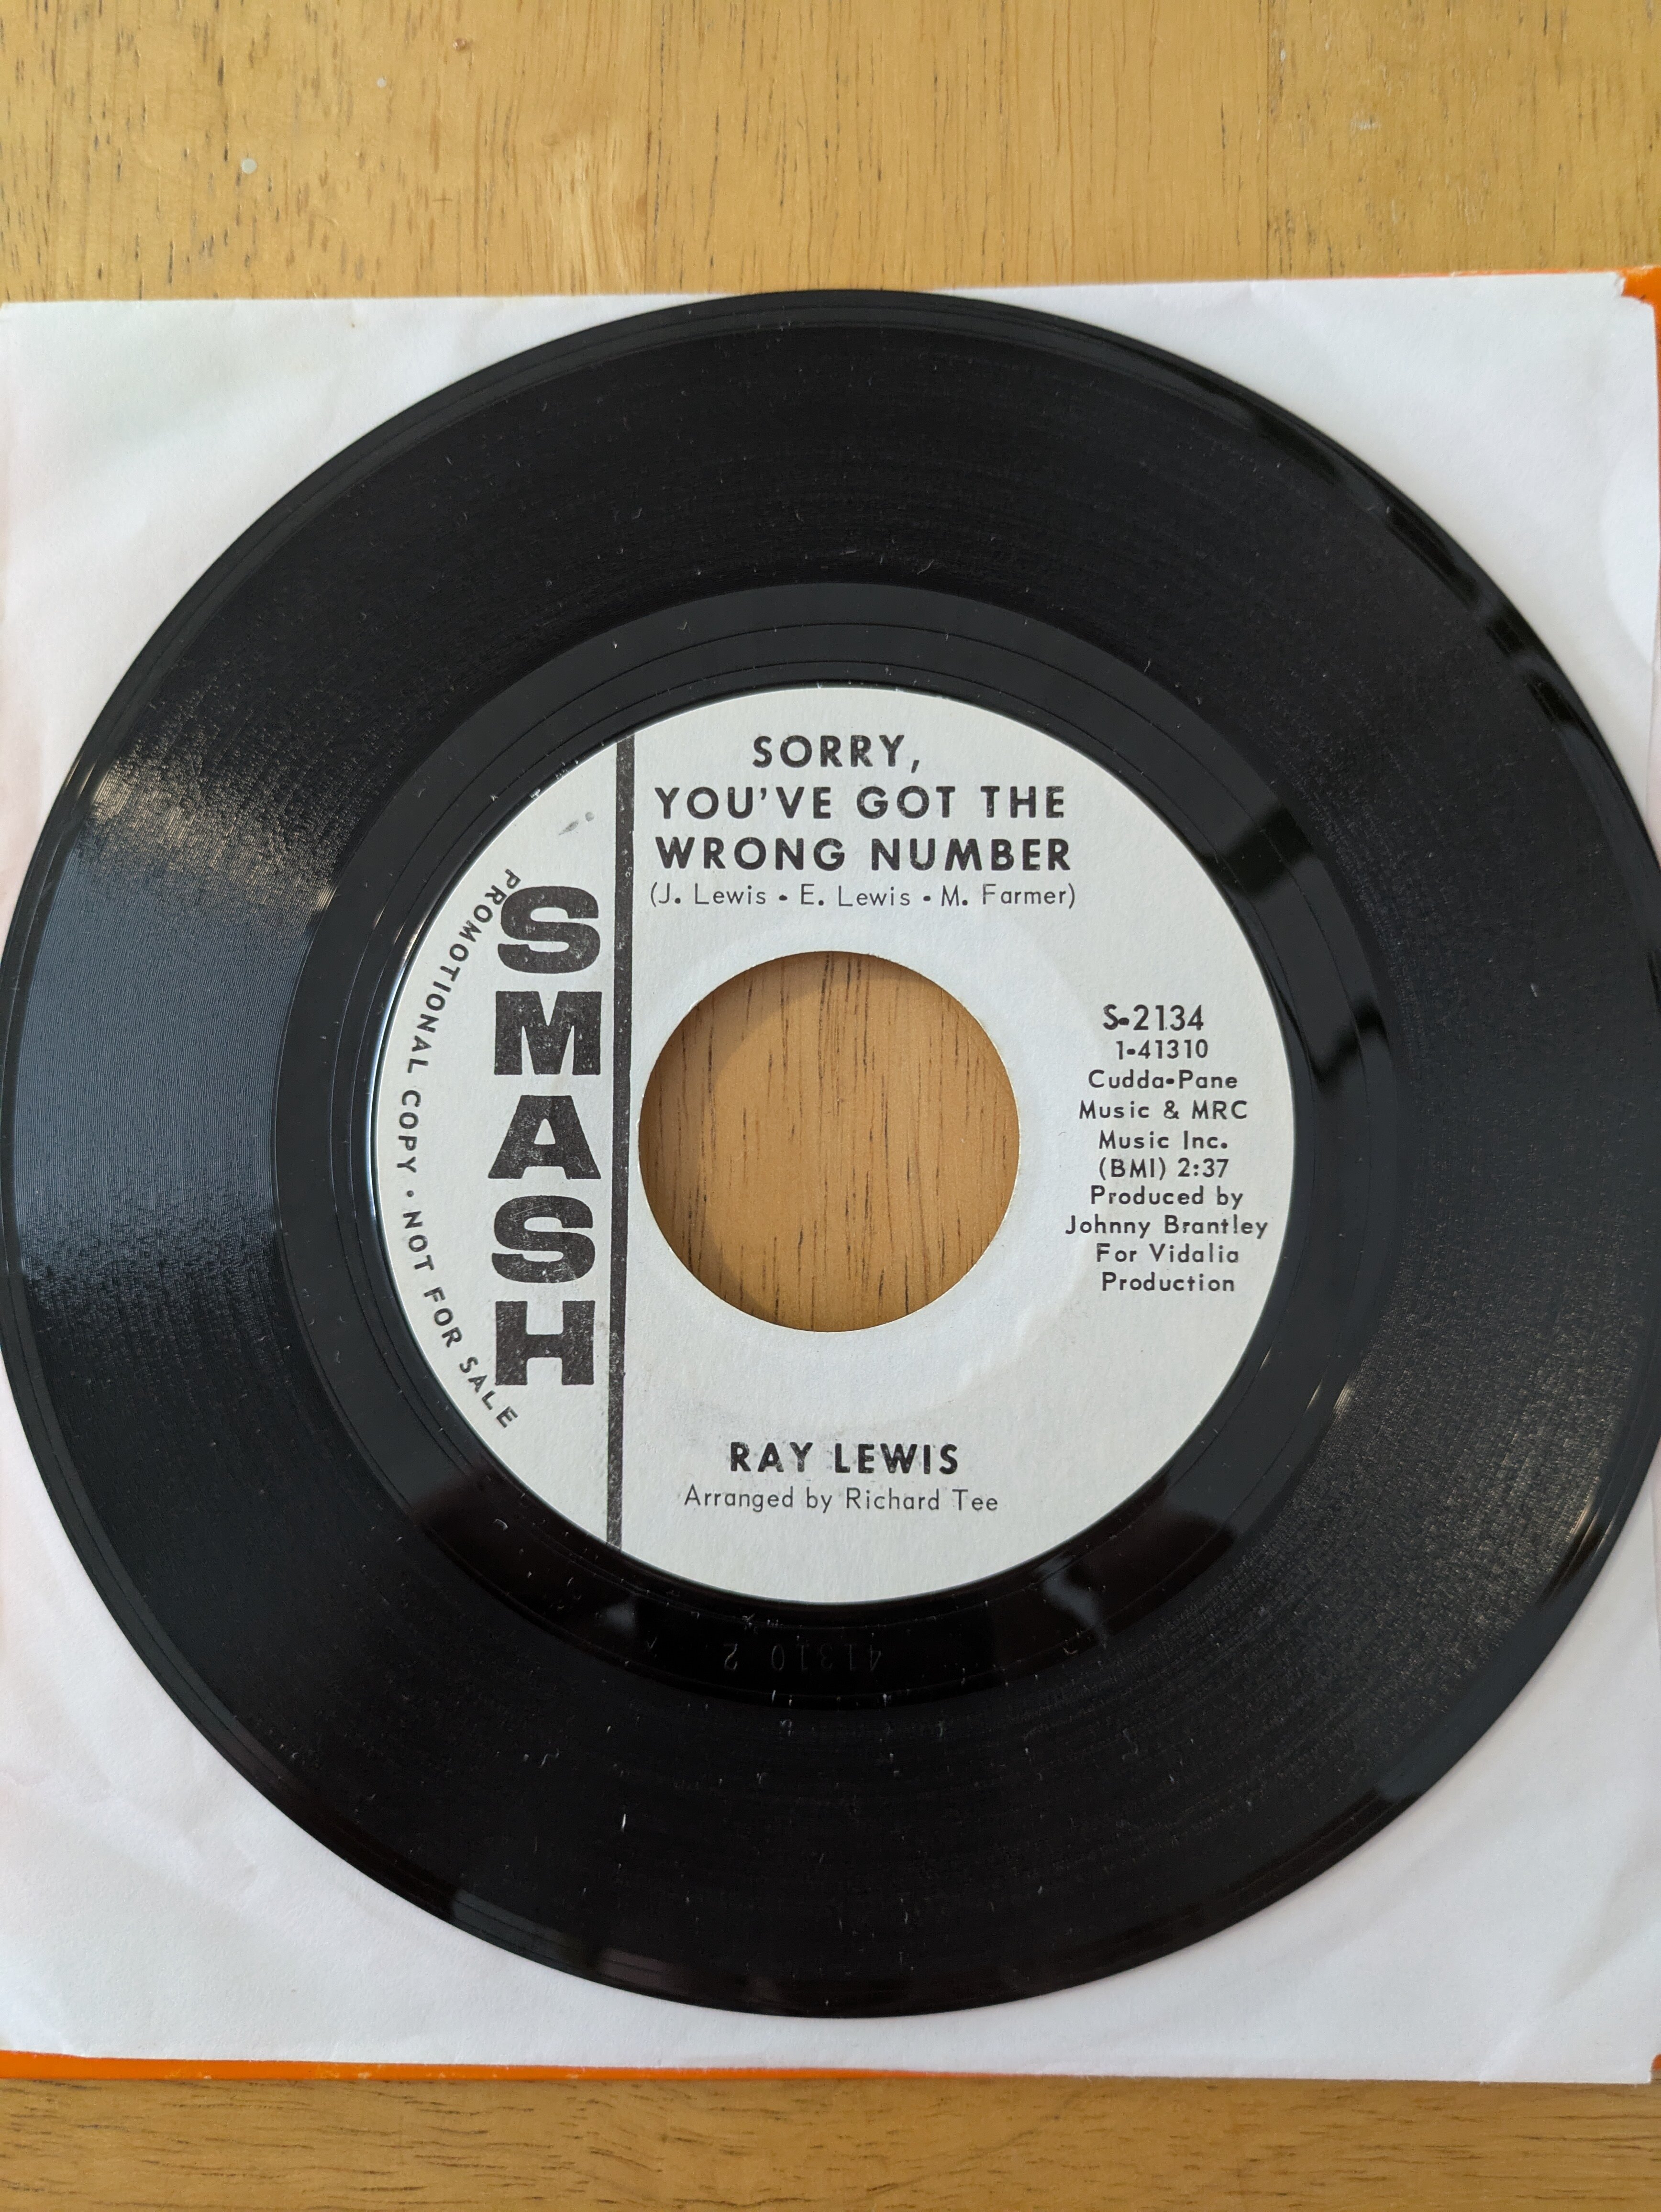 SORRY,
YOU'VE GOT THE
WRONG NUMBER
(J. Lewis • E. Lewis • M. Farmer)
SMASH
PROMOTIONAL COPY • NOT FOR SALE
S-2134
1-41310
Cudda-Pane
Music & MRC
Music Inc.
(BMI) 2:37
Produced by
Johnny Brantley
For Vidalia
Production
RAY LEWIS
Arranged by Richard Tee
41310 2